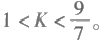 1 < K < 9/7。